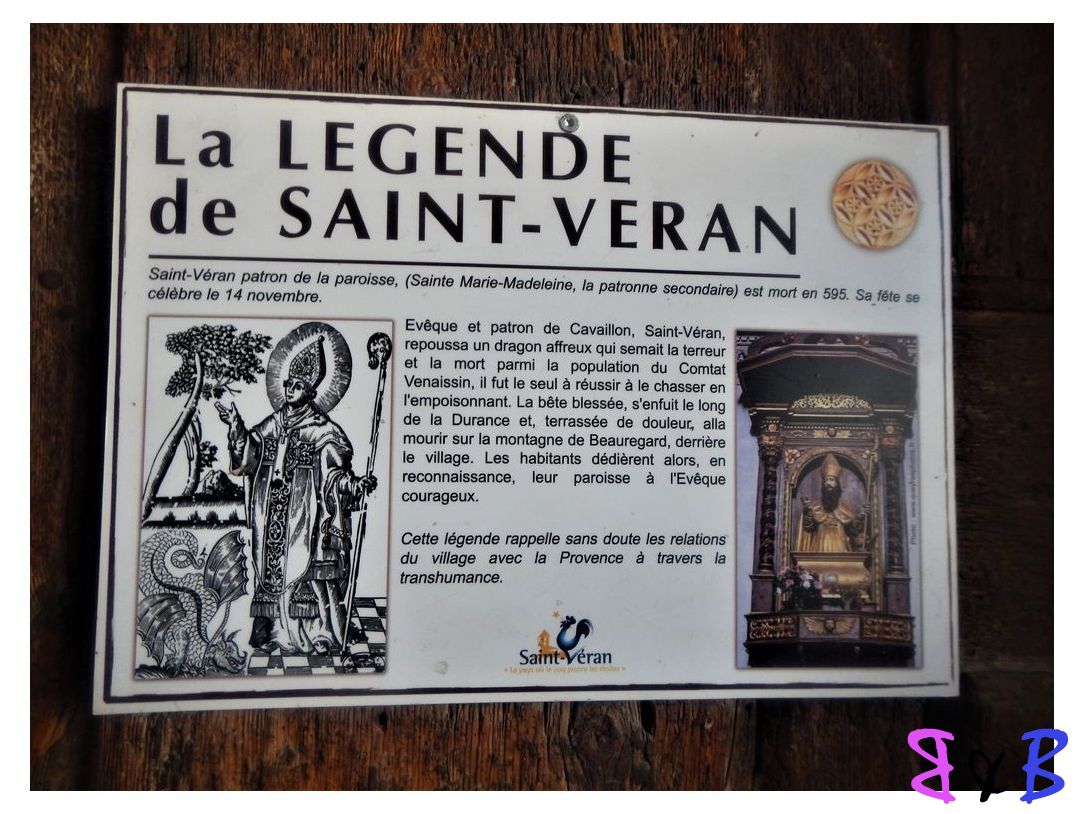 La LEGENDE
de SAINT-VERAN
Saint-Véran patron de la paroisse, (Sainte Marie-Madeleine, la patronne secondaire) est mort en 595. Sa fête se
célèbre le 14 novembre.
Evêque et patron de Cavaillon, Saint-Véran,
repoussa un dragon affreux qui semait la terreur
et la mort parmi la population du Comtat
Venaissin, il fut le seul à réussir à le chasser en
l'empoisonnant. La bête blessée, s'enfuit le long
de la Durance et, terrassée de douleur, alla
mourir sur la montagne de Beauregard, derrière
le village. Les habitants dédièrent alors, en
reconnaissance, leur paroisse à l'Evêque
courageux.
Cette légende rappelle sans doute les relations
du village avec la Provence à travers la
transhumance.
Saint-Véran
« Le pays où le coq picore les étoiles »
Photo : www.
B & B